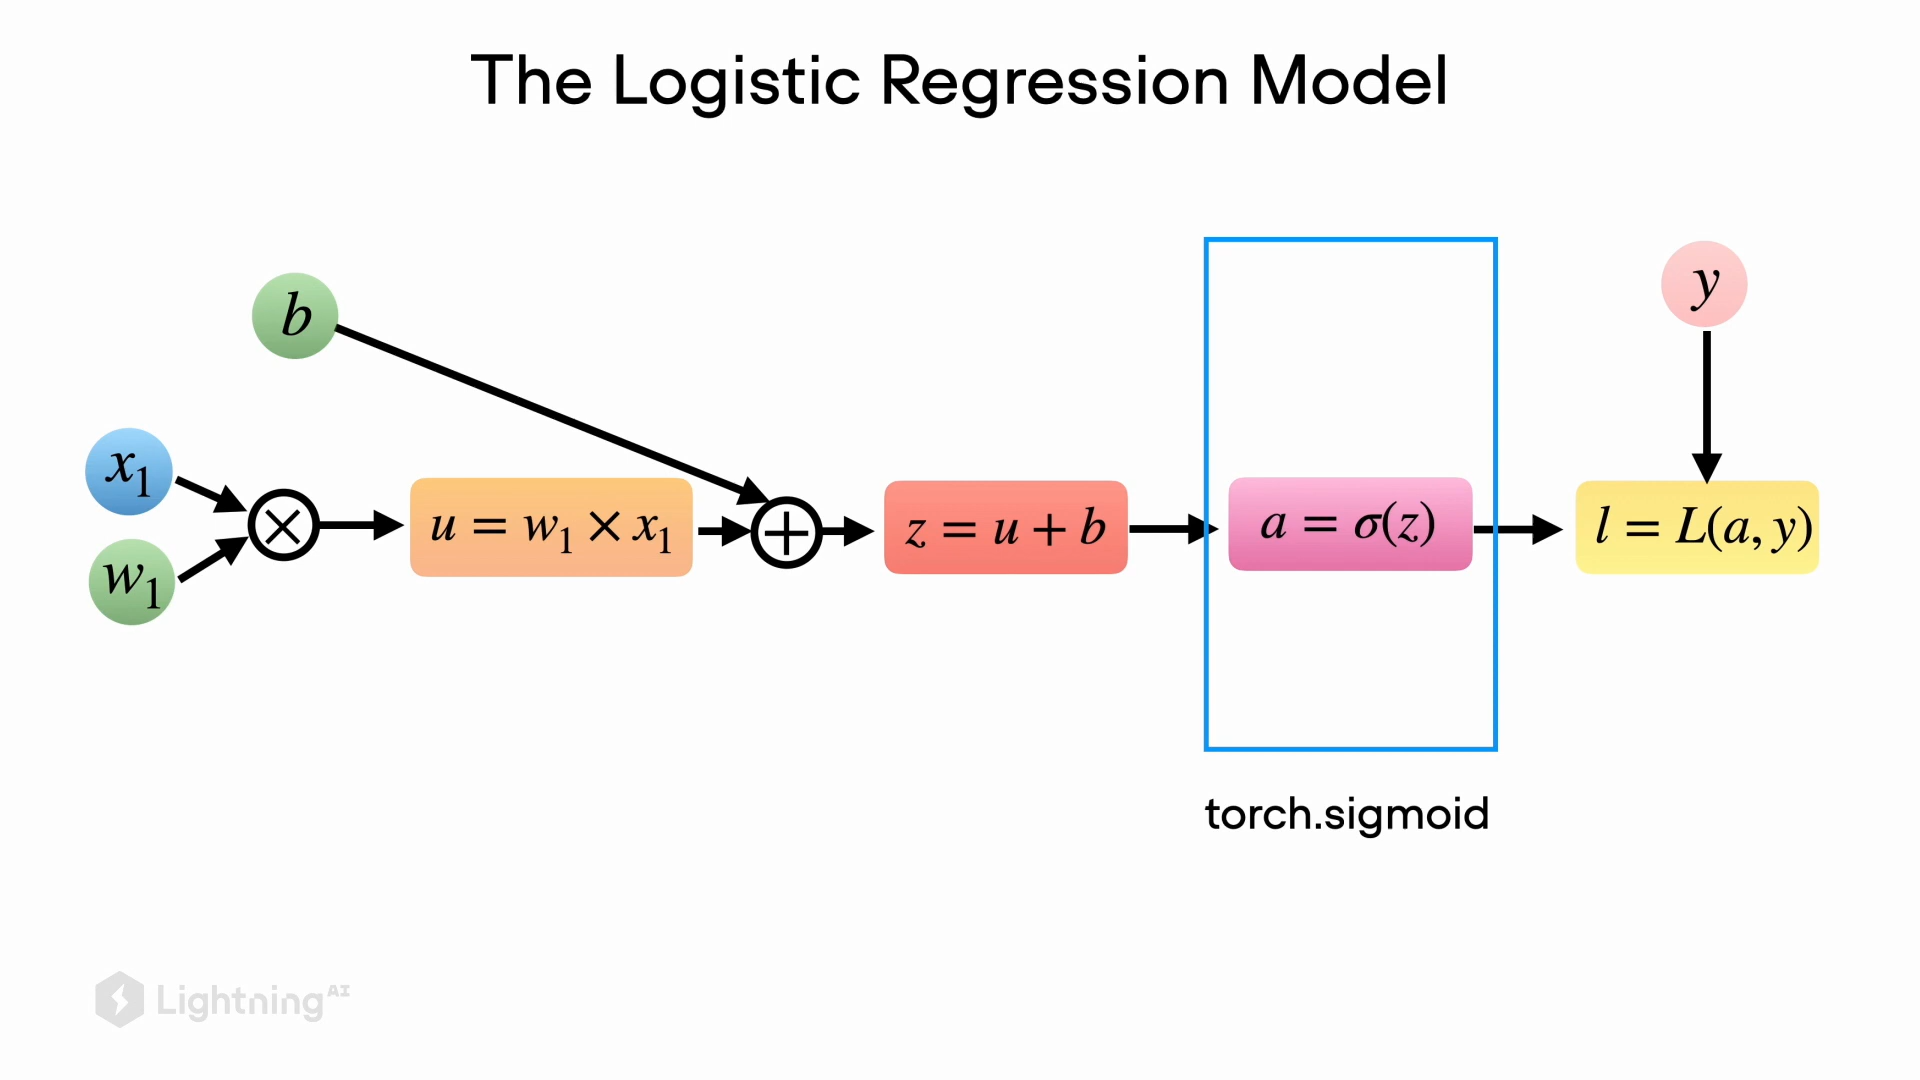 The Logistic Regression Model
b
y
x₁
w₁
u = w₁ × x₁
z = u + b
a = σ(z)
l = L(a, y)
torch.sigmoid
Lightning AI